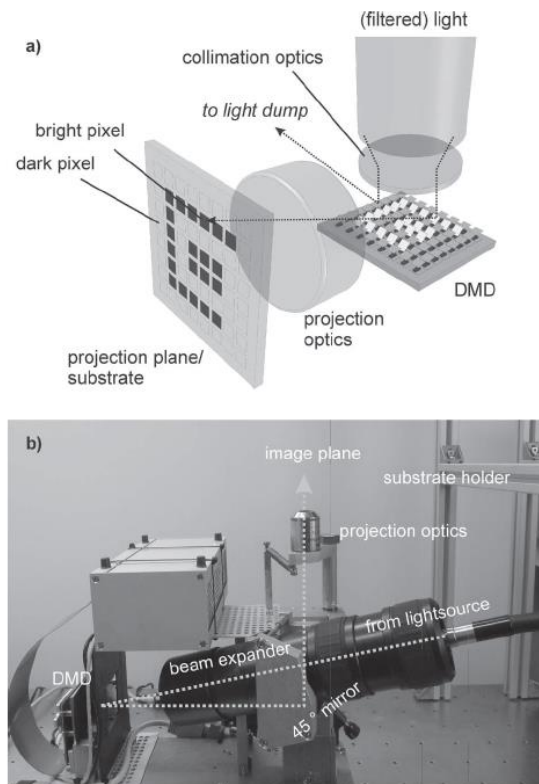 a)
(filtered) light
collimation optics
to light dump
bright pixel
dark pixel
DMD
projection
optics
projection plane/
substrate
b)
image plane
substrate holder
projection optics
from lightsource
beam expander
DMD
45° mirror